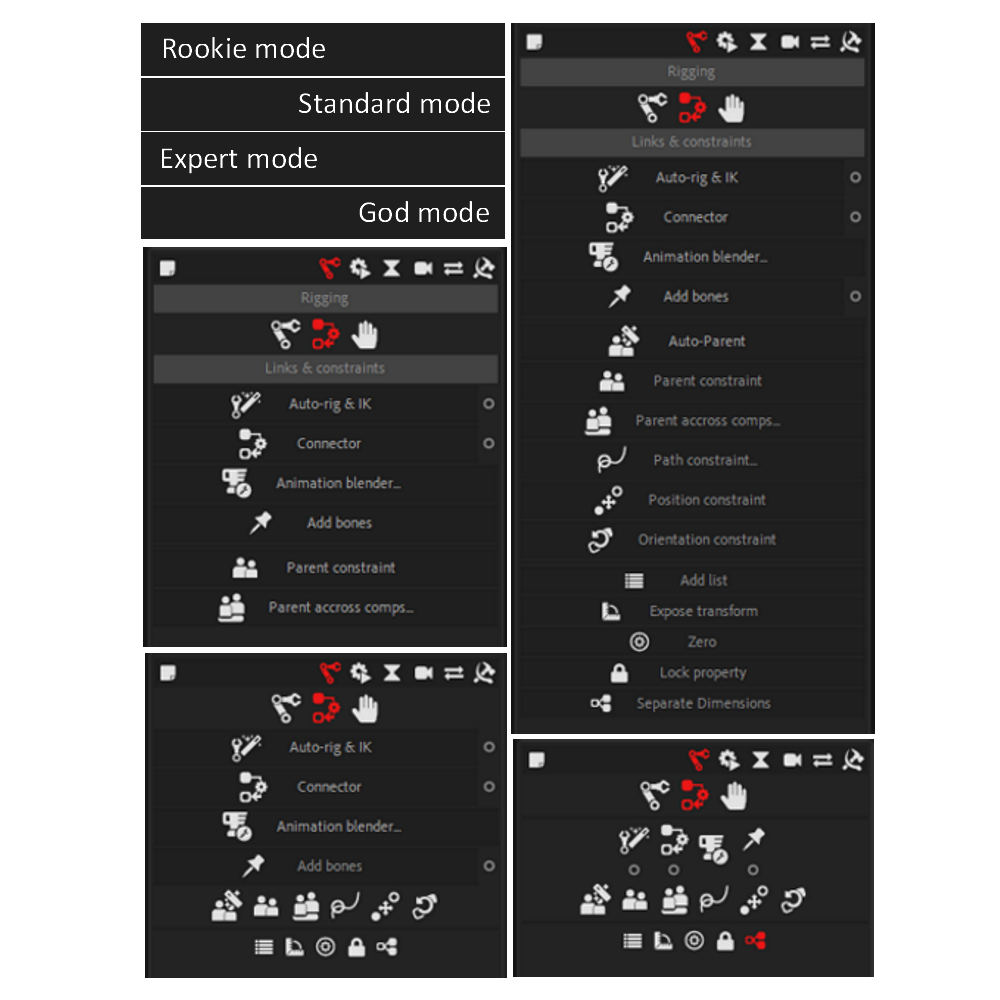 Rookie mode
Standard mode
Expert mode
God mode
Rigging
Links & constraints
Auto-rig & IK
Connector
Animation blender...
Add bones
Parent constraint
Parent accross comps...
Auto-rig & IK
Connector
Animation blender...
Add bones
Rigging
Links & constraints
Auto-rig & IK
Connector
Animation blender...
Add bones
Auto-Parent
Parent constraint
Parent accross comps...
Path constraint...
Position constraint
Orientation constraint
Add list
Expose transform
Zero
Lock property
Separate Dimensions